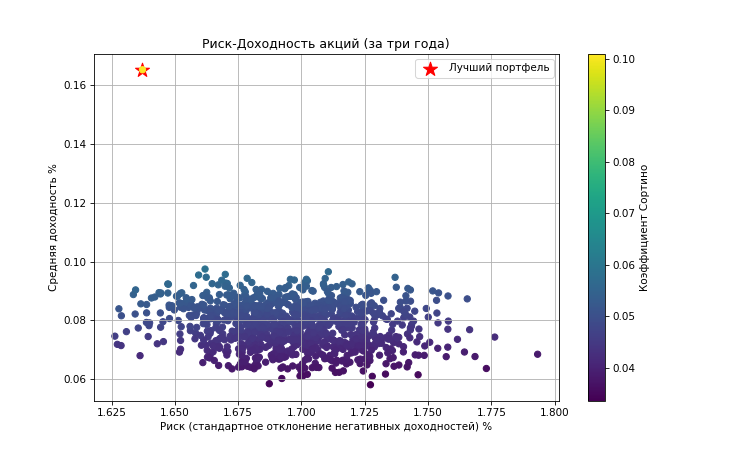 Риск-Доходность акций (за три года)
Лучший портфель
0.16
0.14
0.12
0.10
0.08
0.06
Средняя доходность %
1.625 1.650 1.675 1.700 1.725 1.750 1.775 1.800
Риск (стандартное отклонение негативных доходностей) %
0.10
0.09
0.08
0.07
0.06
0.05
0.04
Коэффициент Сортино